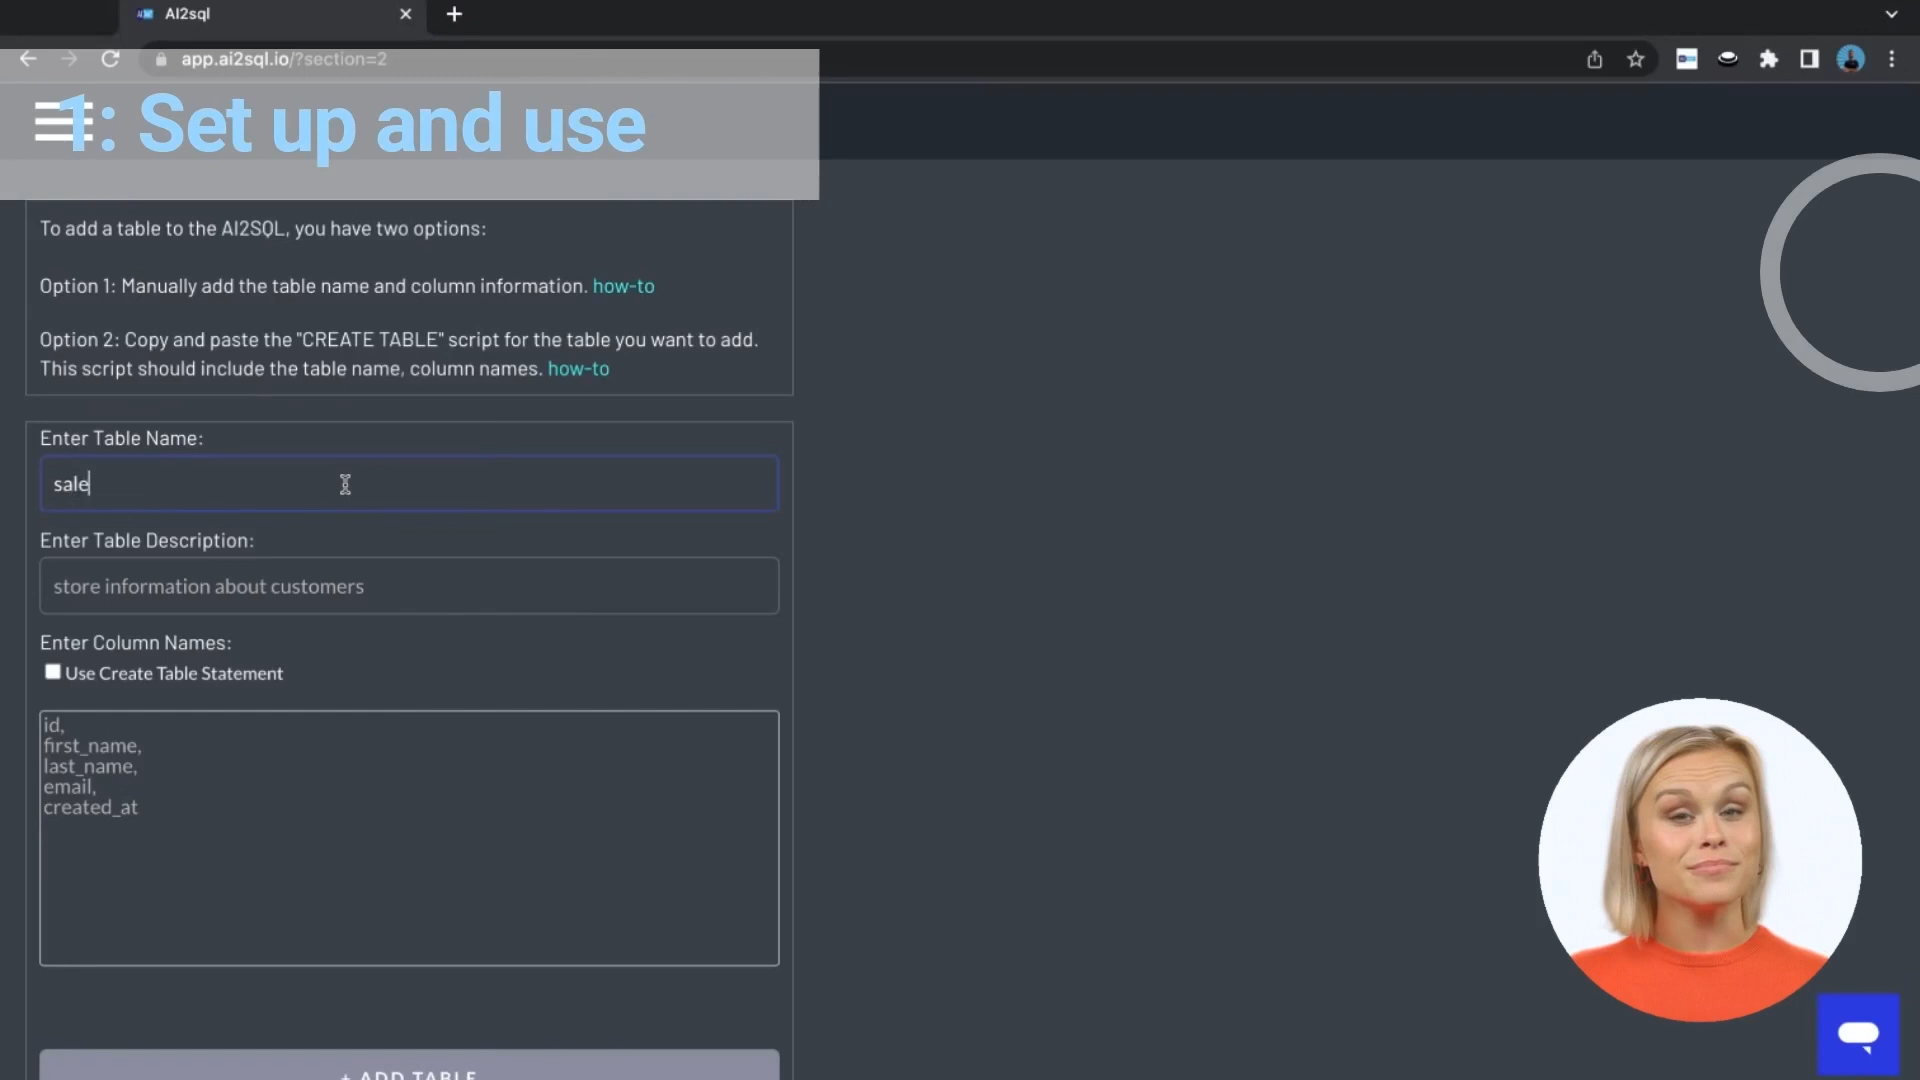 AI2sql
app.ai2sql.io/?section=2
1: Set up and use
To add a table to the AI2SQL, you have two options:
Option 1: Manually add the table name and column information. how-to
Option 2: Copy and paste the "CREATE TABLE" script for the table you want to add.
This script should include the table name, column names. how-to
Enter Table Name:
sale
Enter Table Description:
store information about customers
Enter Column Names:
Use Create Table Statement
id,
first_name,
last_name,
email,
created_at
+ ADD TABLE